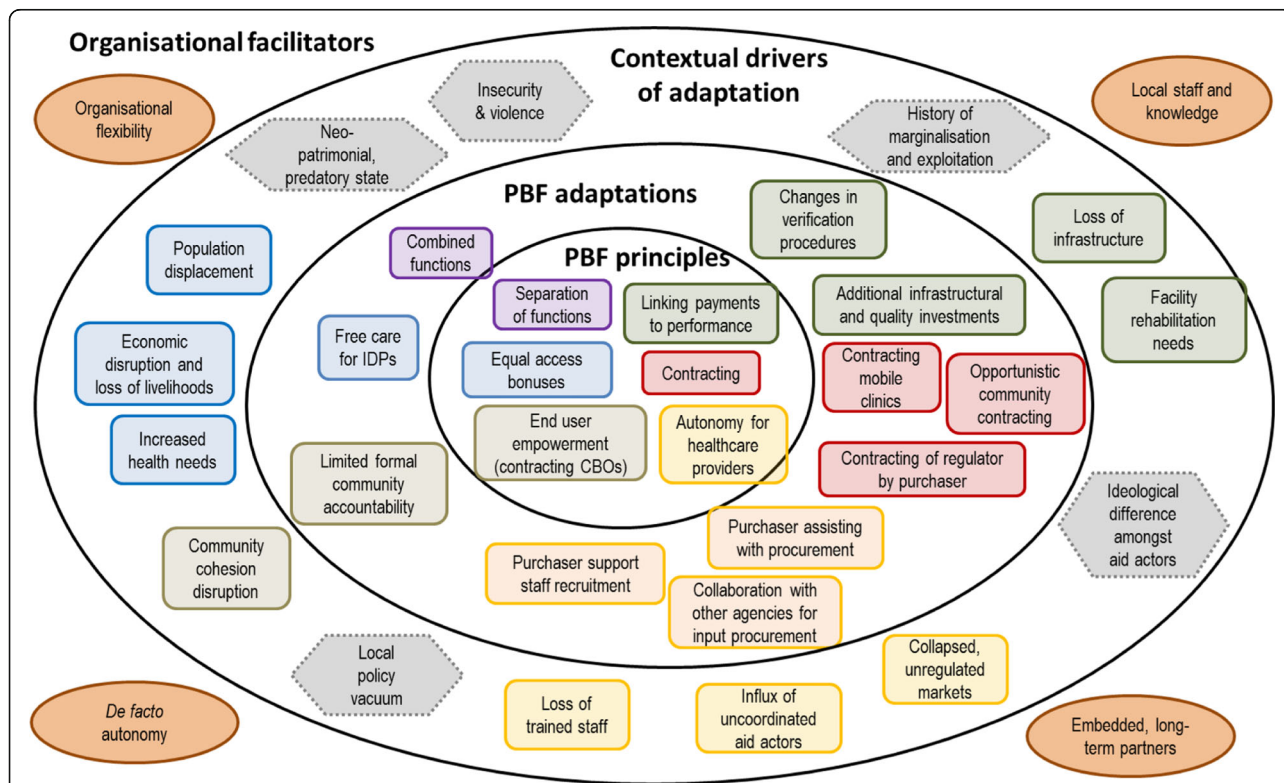 Organisational facilitators
Organisational
flexibility
Contextual drivers
of adaptation
Insecurity
& violence
Local staff and
knowledge
Neo-
patrimonial,
predatory state
History of
marginalisation
and exploitation
PBF adaptations
Changes in
verification
procedures
Loss of
infrastructure
Population
displacement
Combined
functions
PBF principles
Separation
of functions
Linking payments
to performance
Additional infrastructural
and quality investments
Facility
rehabilitation
needs
Economic
disruption and
loss of livelihoods
Free care
for IDPs
Equal access
bonuses
Contracting
Contracting
mobile
clinics
Opportunistic
community
contracting
Increased
health needs
Limited formal
community
accountability
End user
empowerment
(contracting CBOs)
Autonomy for
healthcare
providers
Contracting of regulator
by purchaser
Ideological
difference
amongst
aid actors
Community
cohesion
disruption
Purchaser support
staff recruitment
Purchaser assisting
with procurement
Collaboration with
other agencies for
input procurement
Local
policy
vacuum
Collapsed,
unregulated
markets
De facto
autonomy
Loss of
trained staff
Influx of
uncoordinated
aid actors
Embedded, long-
term partners